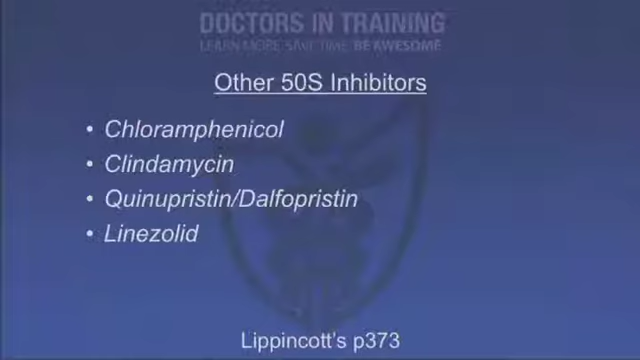 DOCTORS IN TRAINING
LEARN MORE. SAVE TIME. BE AWESOME.
Other 50S Inhibitors
• Chloramphenicol
• Clindamycin
• Quinupristin/Dalfopristin
• Linezolid
Lippincott's p373